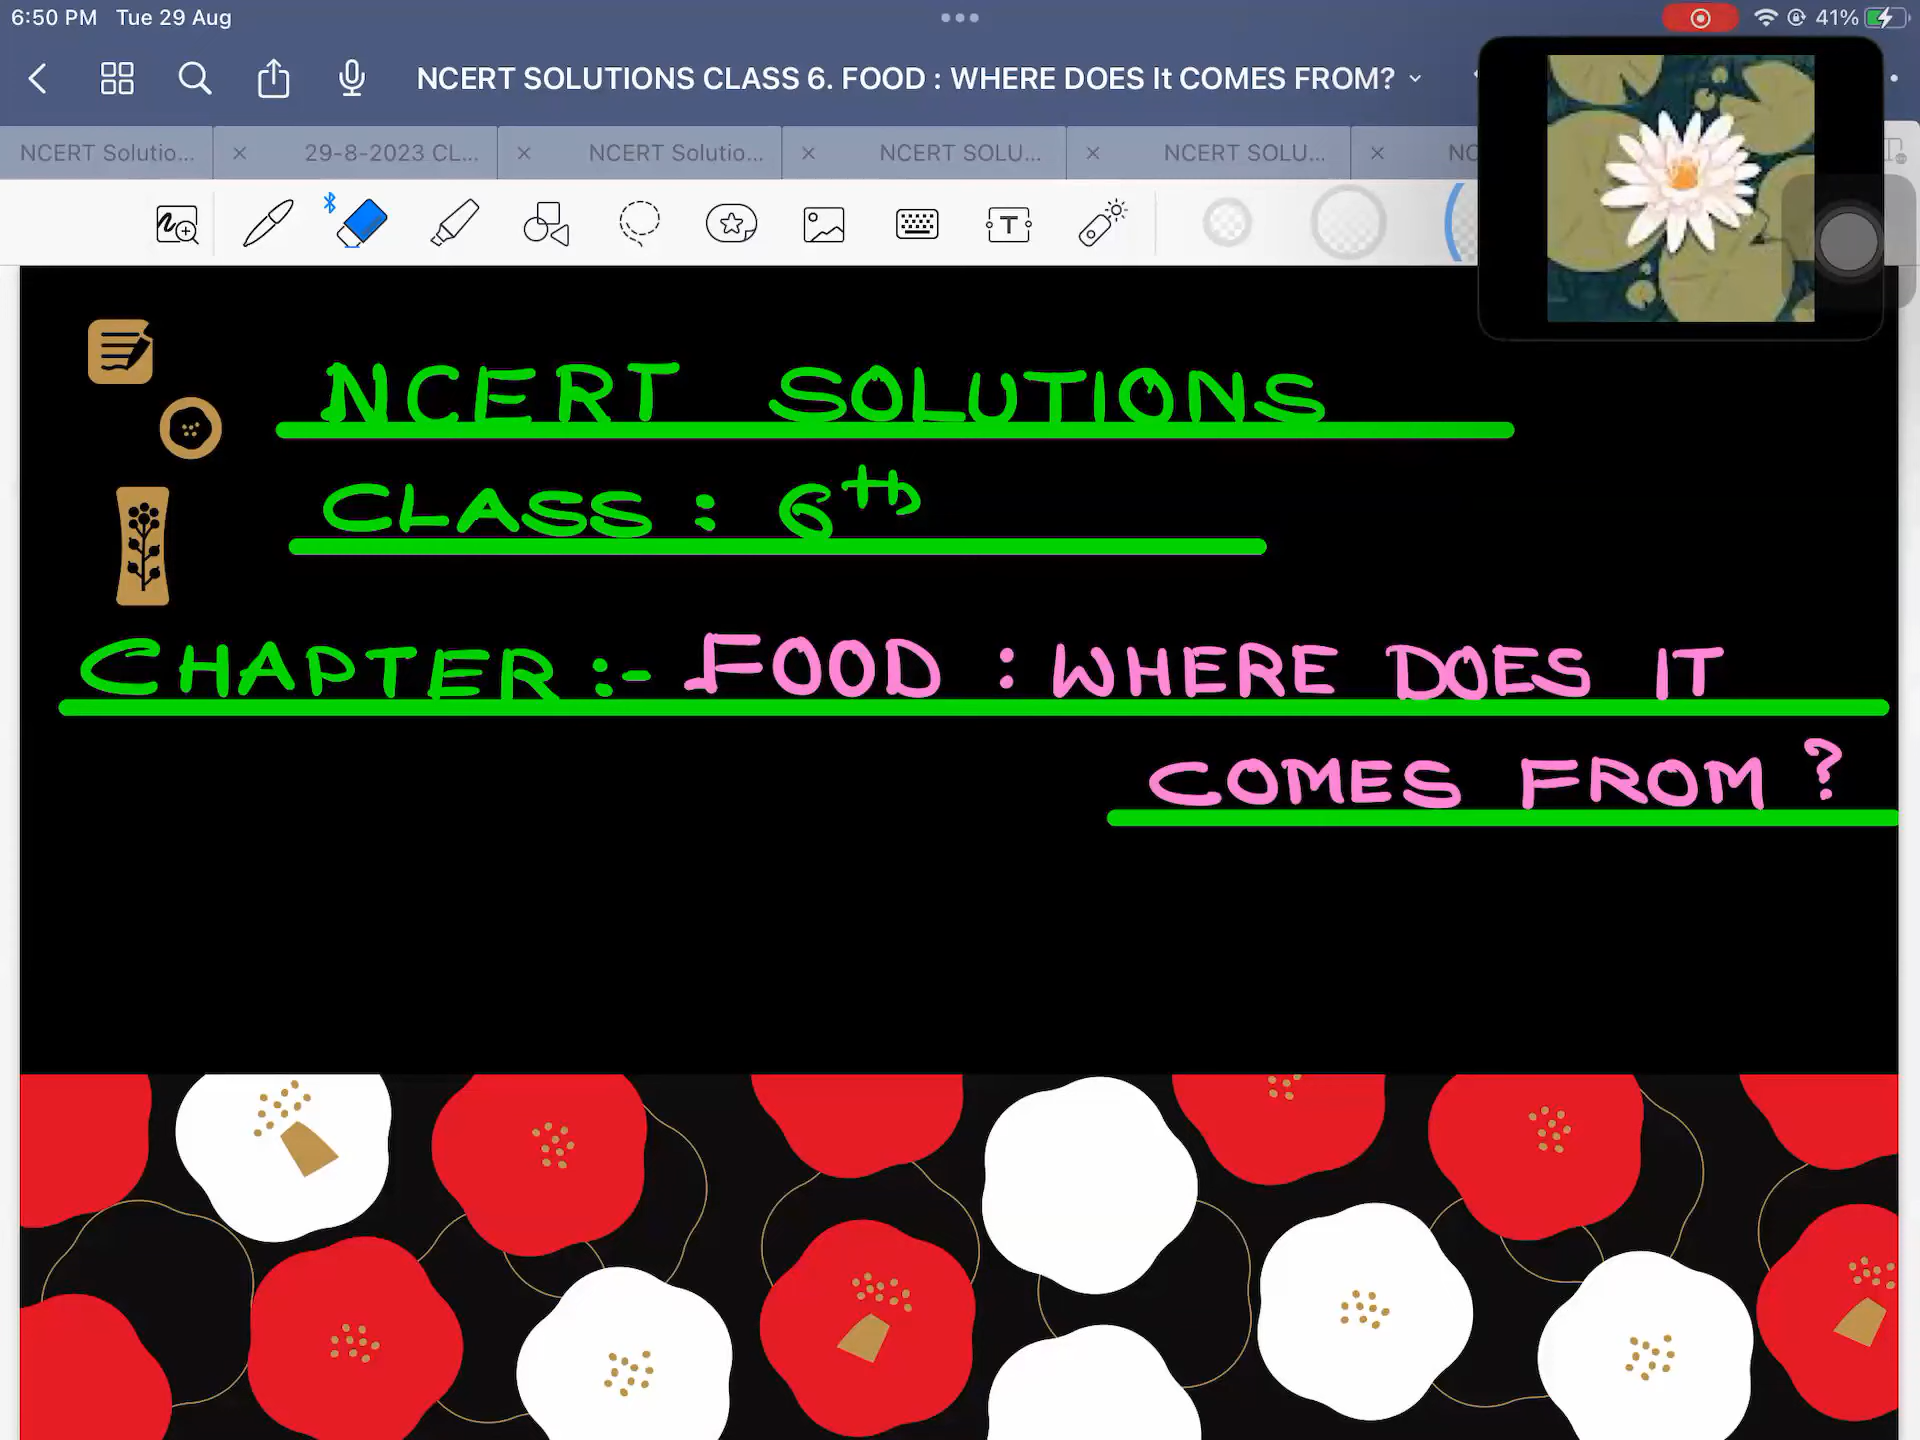 6:50 PM Tue 29 Aug
41%
NCERT SOLUTIONS CLASS 6. FOOD : WHERE DOES It COMES FROM?
NCERT Solutio... 29-8-2023 CL... NCERT Solutio... NCERT SOLU... NCERT SOLU... NC
NCERT SOLUTIONS
CLASS : 6th
CHAPTER :- FOOD : WHERE DOES IT
COMES FROM ?